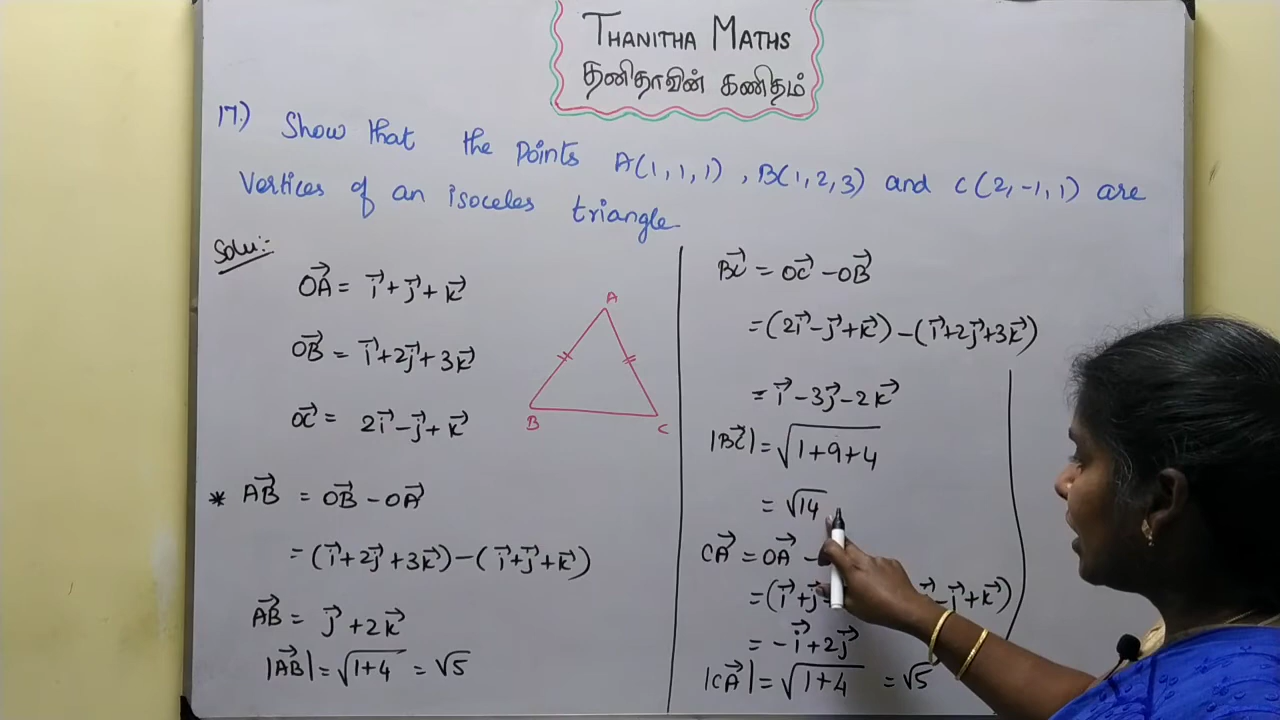 THANITHA MATHS
தனிதாவின் கணிதம்
17.) Show that the points A(1,1,1) , B(1,2,3) and C(2,-1,1) are
vertices of an isoceles triangle
Solu:-
OA⃗ = i⃗ + j⃗ + k⃗
OB⃗ = i⃗ + 2j⃗ + 3k⃗
OC⃗ = 2i⃗ - j⃗ + k⃗
A
B
C
* AB⃗ = OB⃗ - OA⃗
= (i⃗ + 2j⃗ + 3k⃗) - (i⃗ + j⃗ + k⃗)
AB⃗ = j⃗ + 2k⃗
|AB⃗| = √1+4 = √5
BC⃗ = OC⃗ - OB⃗
= (2i⃗ - j⃗ + k⃗) - (i⃗ + 2j⃗ + 3k⃗)
= i⃗ - 3j⃗ - 2k⃗
|BC⃗| = √1+9+4
= √14
CA⃗ = OA⃗ -
= (i⃗ + j⃗ - j⃗ + k⃗)
= -i⃗ + 2j⃗
|CA⃗| = √1+4 = √5